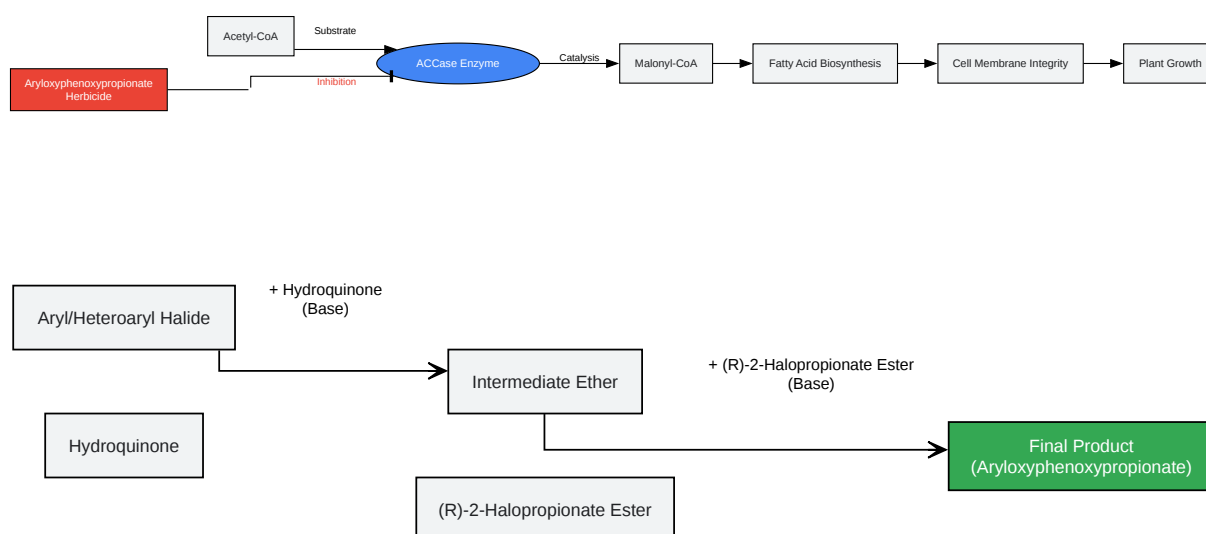 Acetyl-CoA
Substrate
ACCase Enzyme
Catalysis
Malonyl-CoA
Fatty Acid Biosynthesis
Cell Membrane Integrity
Plant Growth
Aryloxyphenoxypropionate
Herbicide
Inhibition
Aryl/Heteroaryl Halide
+ Hydroquinone
(Base)
Intermediate Ether
+ (R)-2-Halopropionate Ester
(Base)
Hydroquinone
Final Product
(Aryloxyphenoxypropionate)
(R)-2-Halopropionate Ester